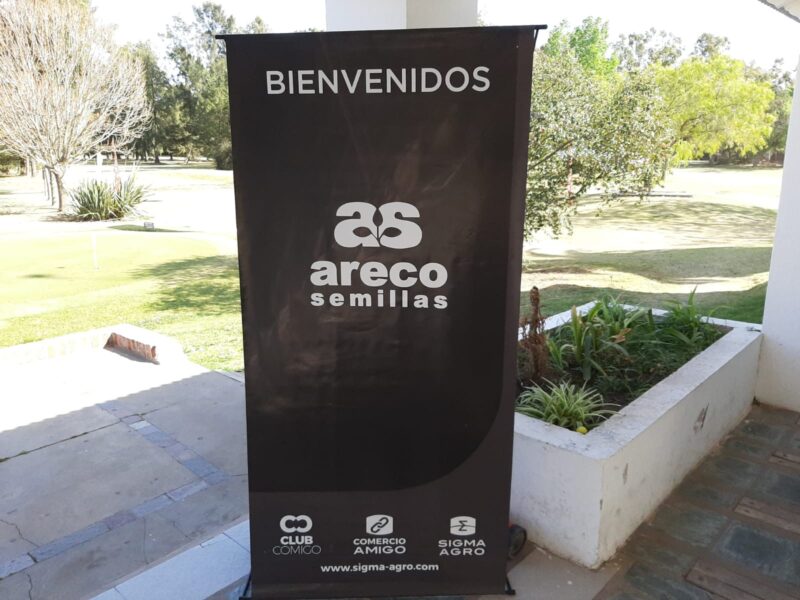 BIENVENIDOS
as
areco
semillas
CLUB
COMIGO
COMERCIO
AMIGO
SIGMA
AGRO
www.sigma-agro.com